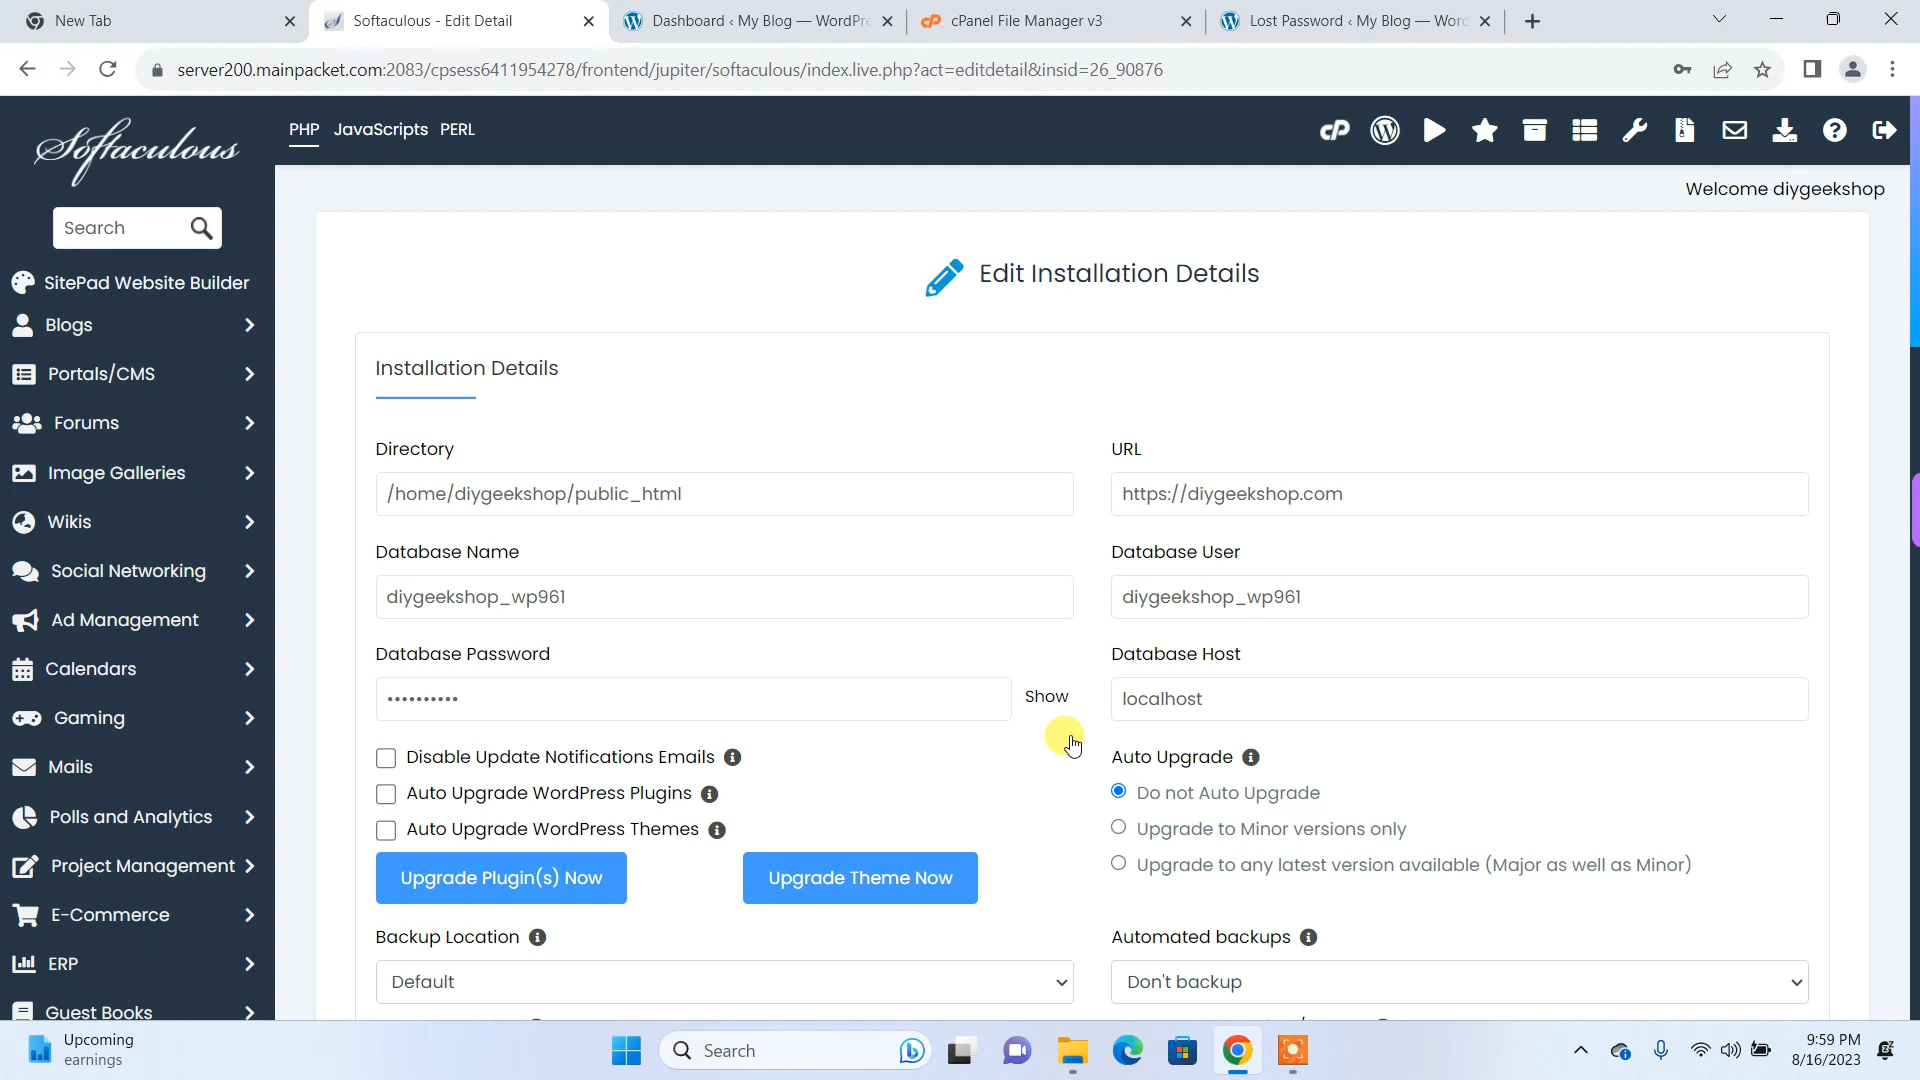 New Tab
Softaculous - Edit Detail
Dashboard ‹ My Blog — WordPre
cPanel File Manager v3
Lost Password ‹ My Blog — Word
server200.mainpacket.com:2083/cpsess6411954278/frontend/jupiter/softaculous/index.live.php?act=editdetail&insid=26_90876
Softaculous
PHP JavaScripts PERL
cP
Welcome diygeekshop
Search
SitePad Website Builder
Blogs
Portals/CMS
Forums
Image Galleries
Wikis
Social Networking
Ad Management
Calendars
Gaming
Mails
Polls and Analytics
Project Management
E-Commerce
ERP
Guest Books
Edit Installation Details
Installation Details
Directory
/home/diygeekshop/public_html
URL
https://diygeekshop.com
Database Name
diygeekshop_wp961
Database User
diygeekshop_wp961
Database Password
••••••••••
Show
Database Host
localhost
Disable Update Notifications Emails
Auto Upgrade WordPress Plugins
Auto Upgrade WordPress Themes
Auto Upgrade
Do not Auto Upgrade
Upgrade to Minor versions only
Upgrade to any latest version available (Major as well as Minor)
Upgrade Plugin(s) Now
Upgrade Theme Now
Backup Location
Default
Automated backups
Don't backup
Upcoming
earnings
Search
9:59 PM
8/16/2023